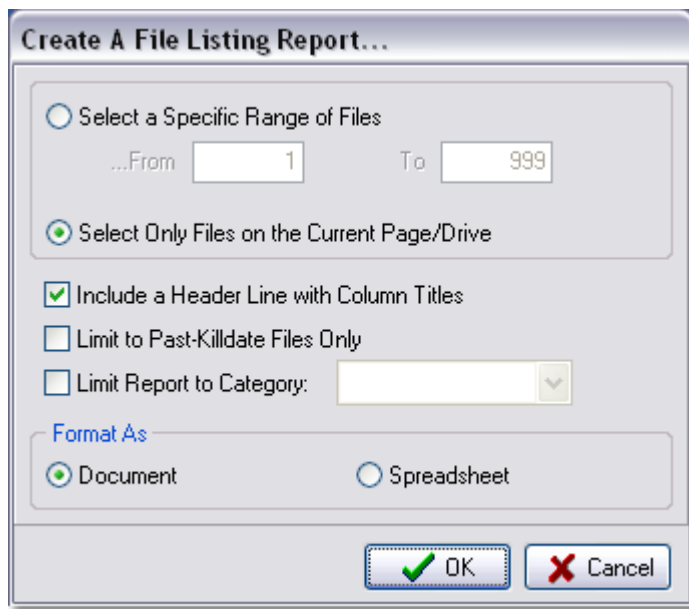 Create A File Listing Report...
Select a Specific Range of Files
...From 1 To 999
Select Only Files on the Current Page/Drive
Include a Header Line with Column Titles
Limit to Past-Killdate Files Only
Limit Report to Category:
Format As
Document Spreadsheet
OK Cancel